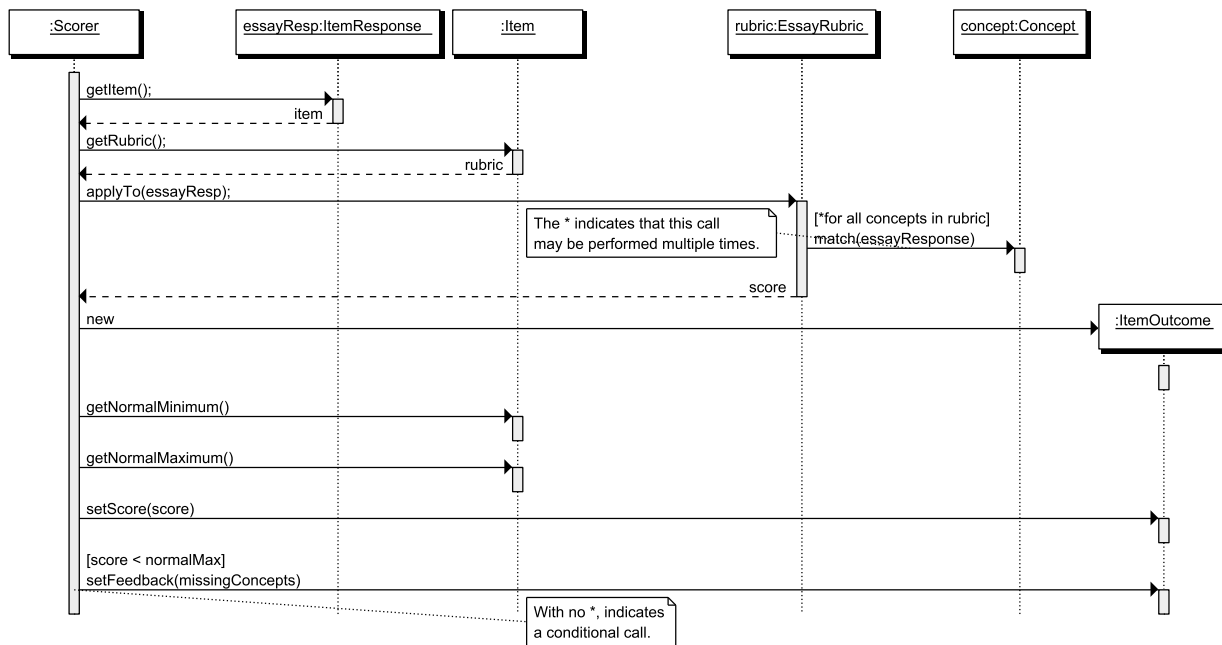 :Scorer
essayResp:ItemResponse
:Item
rubric:EssayRubric
concept:Concept
getItem();
item
getRubric();
rubric
applyTo(essayResp);
The * indicates that this call
may be performed multiple times.
[*for all concepts in rubric]
match(essayResponse)
score
new
:ItemOutcome
getNormalMinimum()
getNormalMaximum()
setScore(score)
[score < normalMax]
setFeedback(missingConcepts)
With no *, indicates
a conditional call.